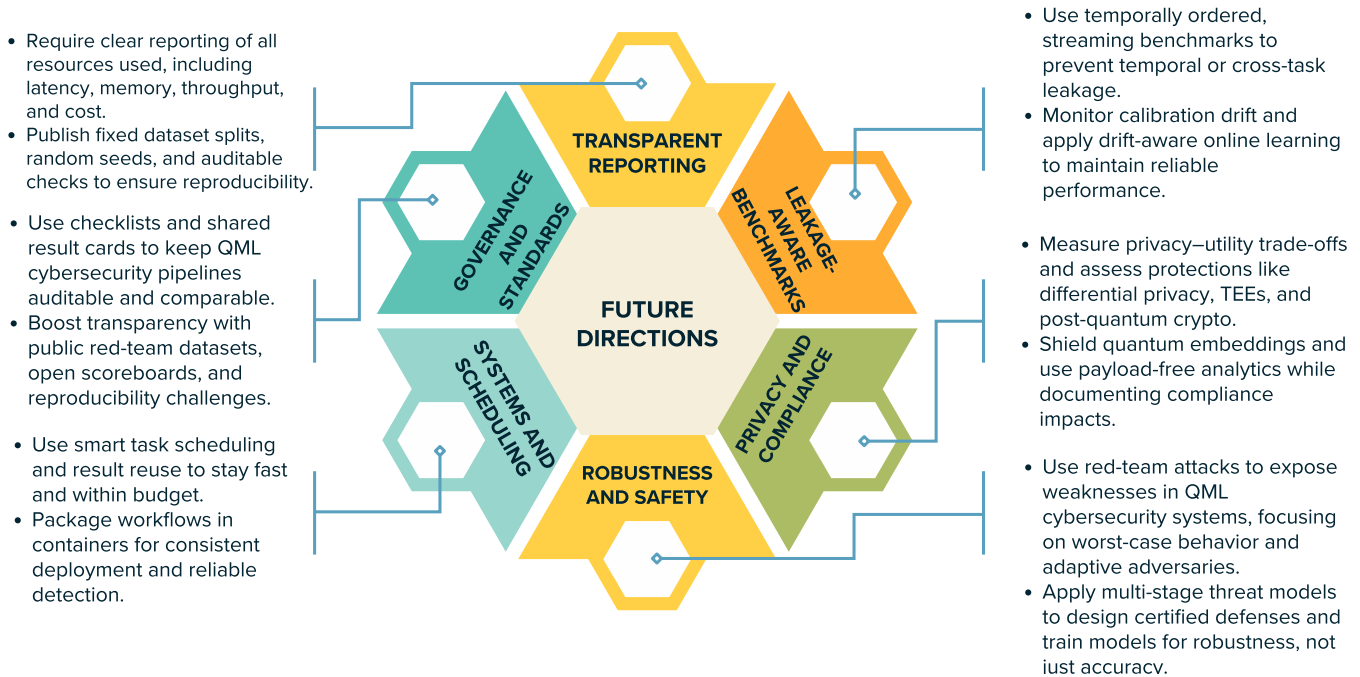 • Require clear reporting of all
resources used, including
latency, memory, throughput,
and cost.
• Publish fixed dataset splits,
random seeds, and auditable
checks to ensure reproducibility.
• Use checklists and shared
result cards to keep QML
cybersecurity pipelines
auditable and comparable.
• Boost transparency with
public red-team datasets,
open scoreboards, and
reproducibility challenges.
• Use smart task scheduling
and result reuse to stay fast
and within budget.
• Package workflows in
containers for consistent
deployment and reliable
detection.
TRANSPARENT
REPORTING
GOVERNANCE
AND
STANDARDS
LEAKAGE-
AWARE
BENCHMARKS
FUTURE
DIRECTIONS
SYSTEMS AND
SCHEDULING
PRIVACY AND
COMPLIANCE
ROBUSTNESS
AND SAFETY
• Use temporally ordered,
streaming benchmarks to
prevent temporal or cross-task
leakage.
• Monitor calibration drift and
apply drift-aware online learning
to maintain reliable
performance.
• Measure privacy–utility trade-offs
and assess protections like
differential privacy, TEEs, and
post-quantum crypto.
• Shield quantum embeddings and
use payload-free analytics while
documenting compliance
impacts.
• Use red-team attacks to expose
weaknesses in QML
cybersecurity systems, focusing
on worst-case behavior and
adaptive adversaries.
• Apply multi-stage threat models
to design certified defenses and
train models for robustness, not
just accuracy.